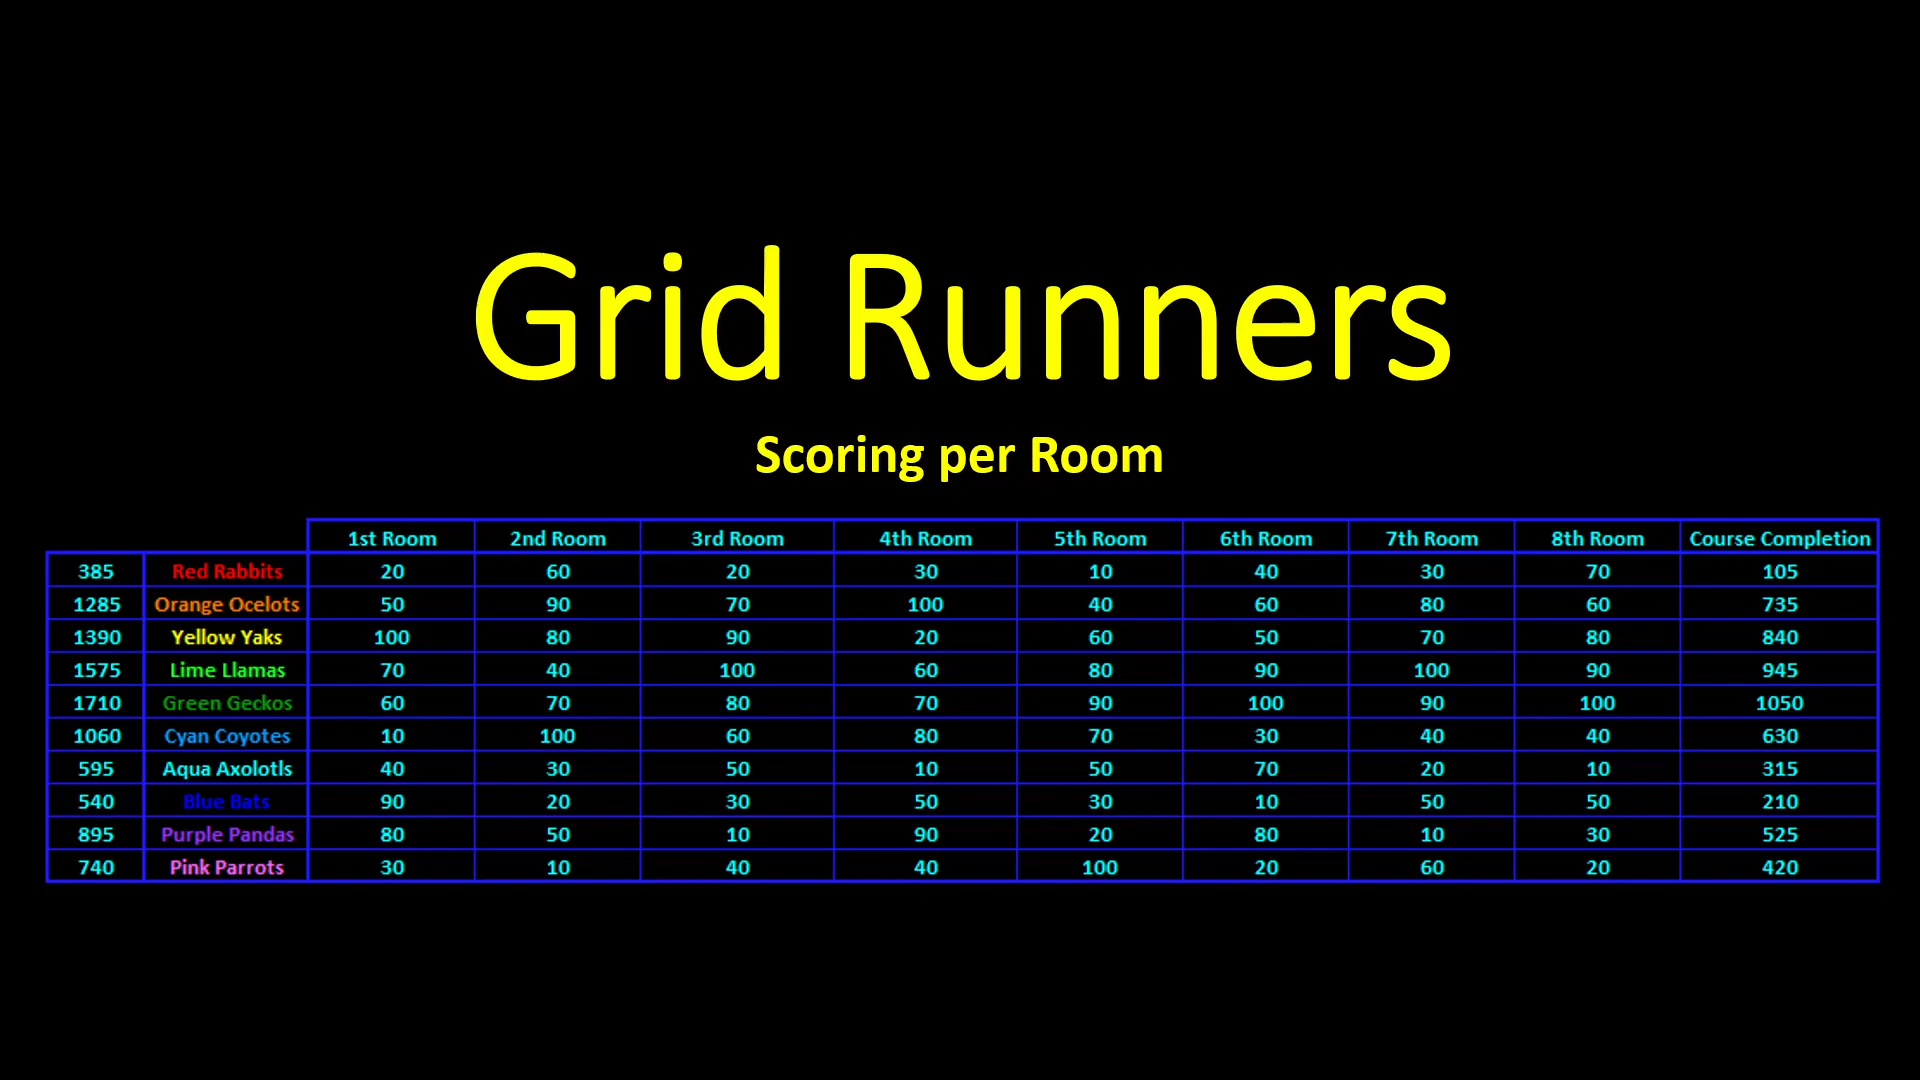 Grid Runners
Scoring per Room
1st Room 2nd Room 3rd Room 4th Room 5th Room 6th Room 7th Room 8th Room Course Completion
385 Red Rabbits 20 60 20 30 10 40 30 70 105
1285 Orange Ocelots 50 90 70 100 40 60 80 60 735
1390 Yellow Yaks 100 80 90 20 60 50 70 80 840
1575 Lime Llamas 70 40 100 60 80 90 100 90 945
1710 Green Geckos 60 70 80 70 90 100 90 100 1050
1060 Cyan Coyotes 10 100 60 80 70 30 40 40 630
595 Aqua Axolotls 40 30 50 10 50 70 20 10 315
540 Blue Bats 90 20 30 50 30 10 50 50 210
895 Purple Pandas 80 50 10 90 20 80 10 30 525
740 Pink Parrots 30 10 40 40 100 20 60 20 420